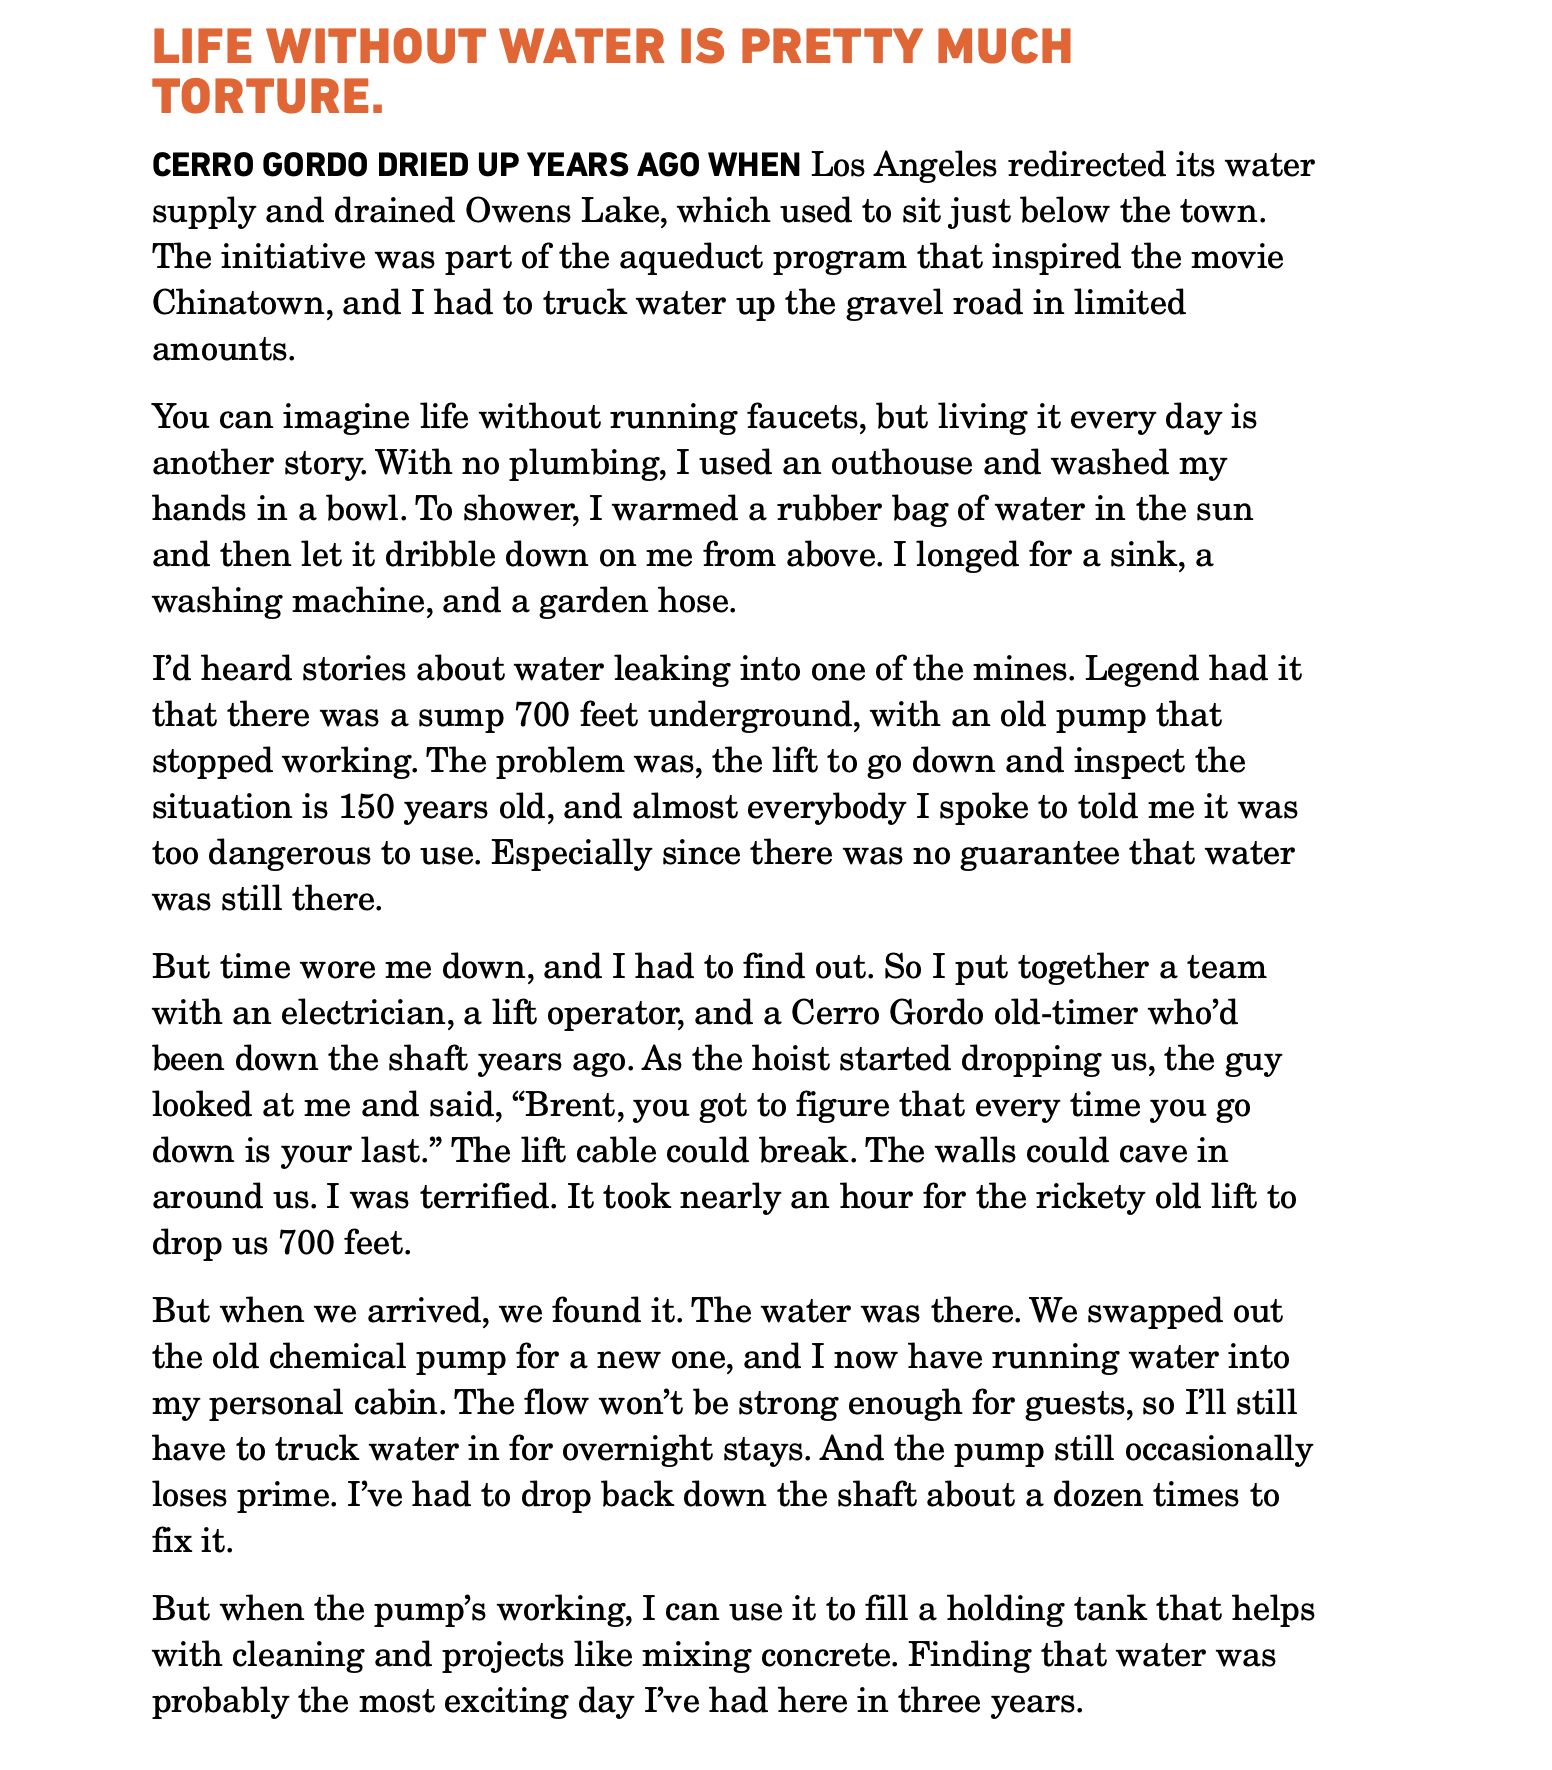 LIFE WITHOUT WATER IS PRETTY MUCH
TORTURE.
CERRO GORDO DRIED UP YEARS AGO WHEN Los Angeles redirected its water
supply and drained Owens Lake, which used to sit just below the town.
The initiative was part of the aqueduct program that inspired the movie
Chinatown, and I had to truck water up the gravel road in limited
amounts.
You can imagine life without running faucets, but living it every day is
another story. With no plumbing, I used an outhouse and washed my
hands in a bowl. To shower, I warmed a rubber bag of water in the sun
and then let it dribble down on me from above. I longed for a sink, a
washing machine, and a garden hose.
I’d heard stories about water leaking into one of the mines. Legend had it
that there was a sump 700 feet underground, with an old pump that
stopped working. The problem was, the lift to go down and inspect the
situation is 150 years old, and almost everybody I spoke to told me it was
too dangerous to use. Especially since there was no guarantee that water
was still there.
But time wore me down, and I had to find out. So I put together a team
with an electrician, a lift operator, and a Cerro Gordo old-timer who’d
been down the shaft years ago. As the hoist started dropping us, the guy
looked at me and said, “Brent, you got to figure that every time you go
down is your last.” The lift cable could break. The walls could cave in
around us. I was terrified. It took nearly an hour for the rickety old lift to
drop us 700 feet.
But when we arrived, we found it. The water was there. We swapped out
the old chemical pump for a new one, and I now have running water into
my personal cabin. The flow won’t be strong enough for guests, so I’ll still
have to truck water in for overnight stays. And the pump still occasionally
loses prime. I’ve had to drop back down the shaft about a dozen times to
fix it.
But when the pump’s working, I can use it to fill a holding tank that helps
with cleaning and projects like mixing concrete. Finding that water was
probably the most exciting day I’ve had here in three years.